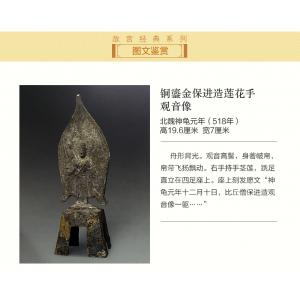 故宫经典系列
图文鉴赏
铜鎏金保进造莲花手
观音像
北魏神龟元年(518年)
高19.6厘米 宽7厘米
舟形背光。观音高髻,身着帔帛,
帛带飞扬飘动。右手持手茎莲,跣足
直立在四足座上。座上刻发愿文“神
龟元年十二月十日,比丘僧保进造观
音像一躯……”